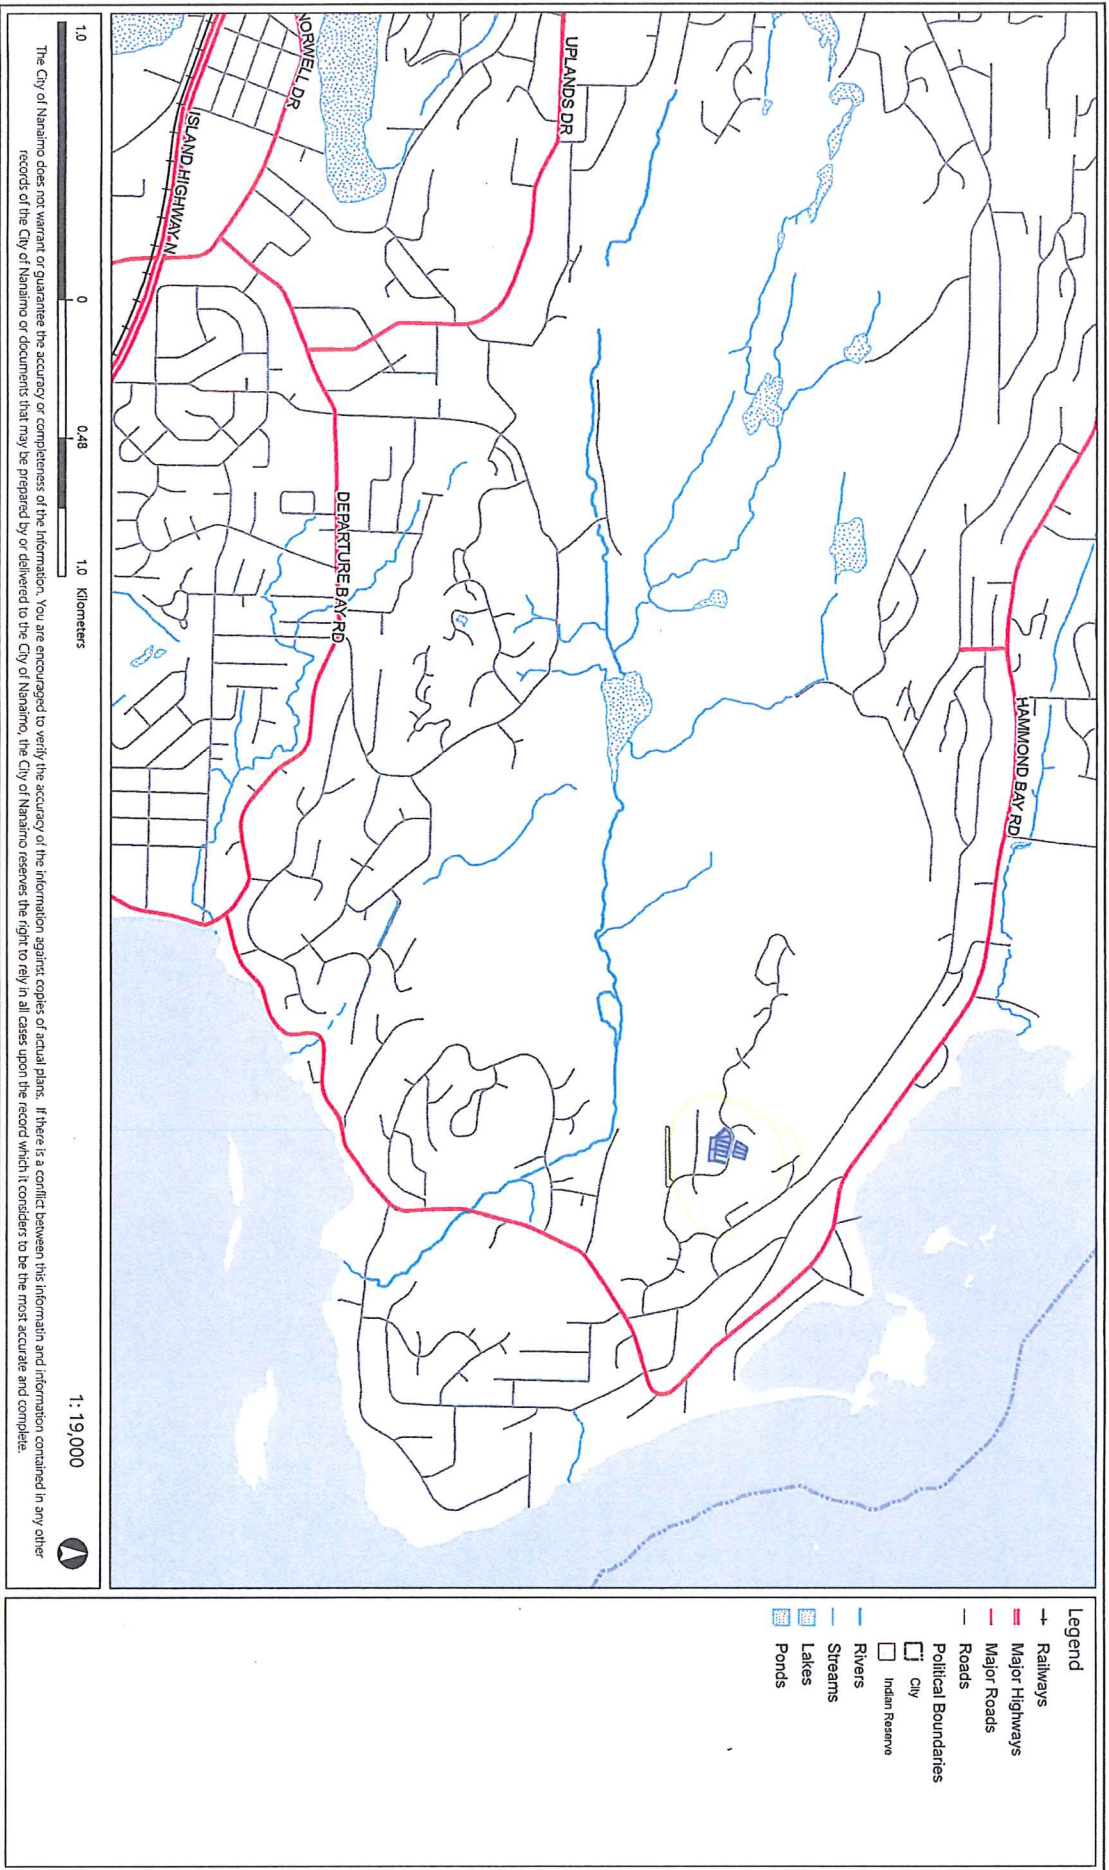 HAMMOND BAY RD
UPLANDS DR
DEPARTURE BAY RD
NORWELL DR
ISLAND HIGHWAY N
Legend
Railways
Major Highways
Major Roads
Roads
Political Boundaries
City
Indian Reserve
Rivers
Streams
Lakes
Ponds
1.0
0
0.48
1.0 Kilometers
1: 19,000
The City of Nanaimo does not warrant or guarantee the accuracy or completeness of the information. You are encouraged to verify the accuracy of the information against copies of actual plans. If there is a conflict between this informatin and information contained in any other
records of the City of Nanaimo or documents that may be prepared by or delivered to the City of Nanaimo, the City of Nanaimo reserves the right to rely in all cases upon the record which it considers to be the most accurate and complete.